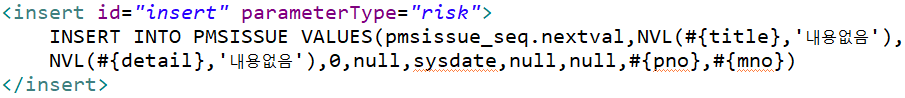 <insert id="insert" parameterType="risk">
INSERT INTO PMSISSUE VALUES(pmsissue_seq.nextval,NVL(#{title},'내용없음'),
NVL(#{detail},'내용없음'),0,null,sysdate,null,null,#{pno},#{mno})
</insert>